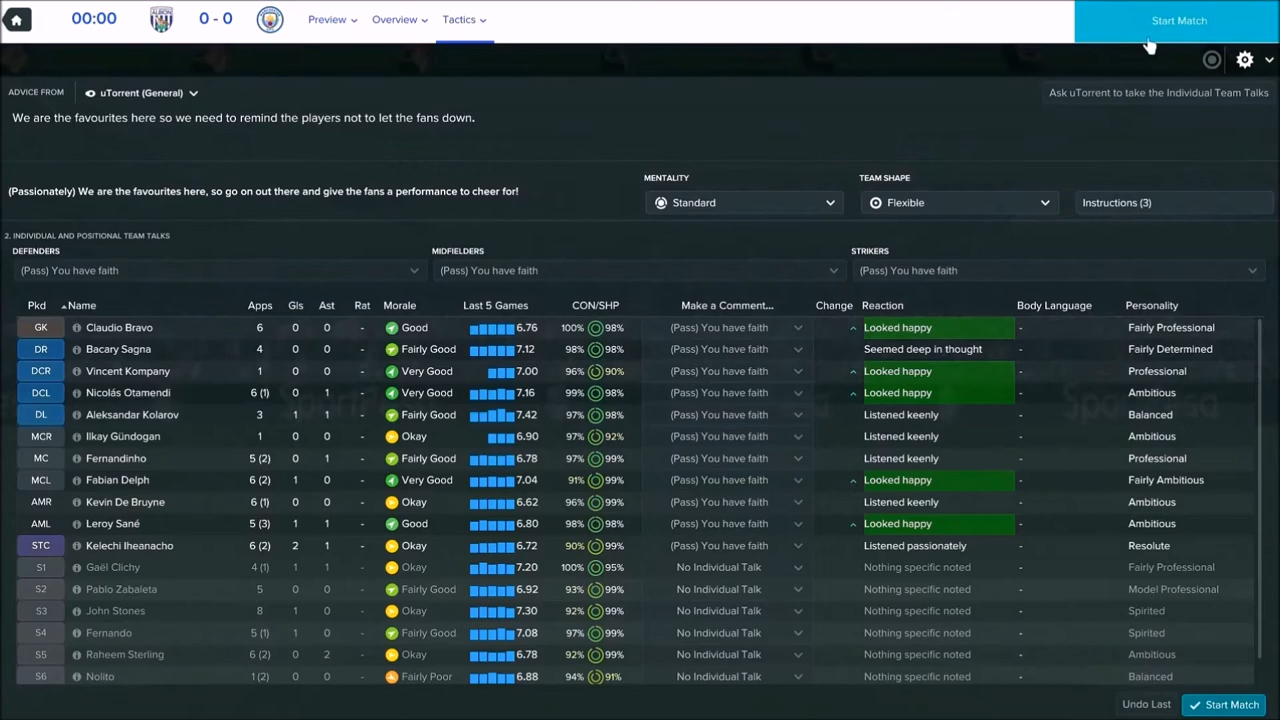 00:00 ALBION 0 - 0 Preview Overview Tactics Start Match
ADVICE FROM uTorrent (General) Ask uTorrent to take the Individual Team Talks
We are the favourites here so we need to remind the players not to let the fans down.
MENTALITY TEAM SHAPE
(Passionately) We are the favourites here, so go on out there and give the fans a performance to cheer for! Standard Flexible Instructions (3)
2. INDIVIDUAL AND POSITIONAL TEAM TALKS
DEFENDERS MIDFIELDERS STRIKERS
(Pass) You have faith (Pass) You have faith (Pass) You have faith
Pkd Name Apps Gls Ast Rat Morale Last 5 Games CON/SHP Make a Comment... Change Reaction Body Language Personality
GK Claudio Bravo 6 0 0 - Good 6.76 100% 98% (Pass) You have faith Looked happy - Fairly Professional
DR Bacary Sagna 4 0 0 - Fairly Good 7.12 98% 98% (Pass) You have faith Seemed deep in thought - Fairly Determined
DCR Vincent Kompany 1 0 0 - Very Good 7.00 96% 90% (Pass) You have faith Looked happy - Professional
DCL Nicolás Otamendi 6 (1) 0 1 - Very Good 7.16 99% 98% (Pass) You have faith Looked happy - Ambitious
DL Aleksandar Kolarov 3 1 1 - Fairly Good 7.42 97% 98% (Pass) You have faith Listened keenly - Balanced
MCR Ilkay Gündogan 1 0 0 - Okay 6.90 97% 92% (Pass) You have faith Listened keenly - Ambitious
MC Fernandinho 5 (2) 0 1 - Fairly Good 6.78 97% 99% (Pass) You have faith Listened keenly - Professional
MCL Fabian Delph 6 (2) 1 0 - Very Good 7.04 91% 99% (Pass) You have faith Looked happy - Fairly Ambitious
AMR Kevin De Bruyne 6 (1) 0 0 - Okay 6.62 96% 99% (Pass) You have faith Listened keenly - Ambitious
AML Leroy Sané 5 (3) 1 1 - Good 6.80 98% 98% (Pass) You have faith Looked happy - Ambitious
STC Kelechi Iheanacho 6 (2) 2 1 - Okay 6.72 90% 99% (Pass) You have faith Listened passionately - Resolute
S1 Gaël Clichy 4 (1) 1 1 - Okay 7.20 100% 95% No Individual Talk Nothing specific noted - Fairly Professional
S2 Pablo Zabaleta 5 0 0 - Fairly Good 6.92 93% 99% No Individual Talk Nothing specific noted - Model Professional
S3 John Stones 8 1 0 - Okay 7.30 92% 99% No Individual Talk Nothing specific noted - Spirited
S4 Fernando 5 (1) 1 0 - Fairly Good 7.08 97% 99% No Individual Talk Nothing specific noted - Spirited
S5 Raheem Sterling 6 (2) 0 2 - Okay 6.78 92% 99% No Individual Talk Nothing specific noted - Ambitious
S6 Nolito 1 (2) 0 0 - Fairly Poor 6.88 94% 91% No Individual Talk Nothing specific noted - Balanced
Undo Last Start Match